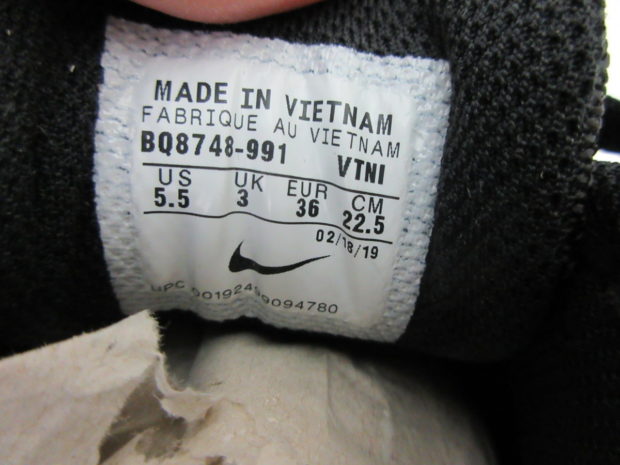 MADE IN VIETNAM
FABRIQUE AU VIETNAM
BQ8748-991 VTNI
US UK EUR CM
5.5 3 36 22.5
02/18/19
UPC